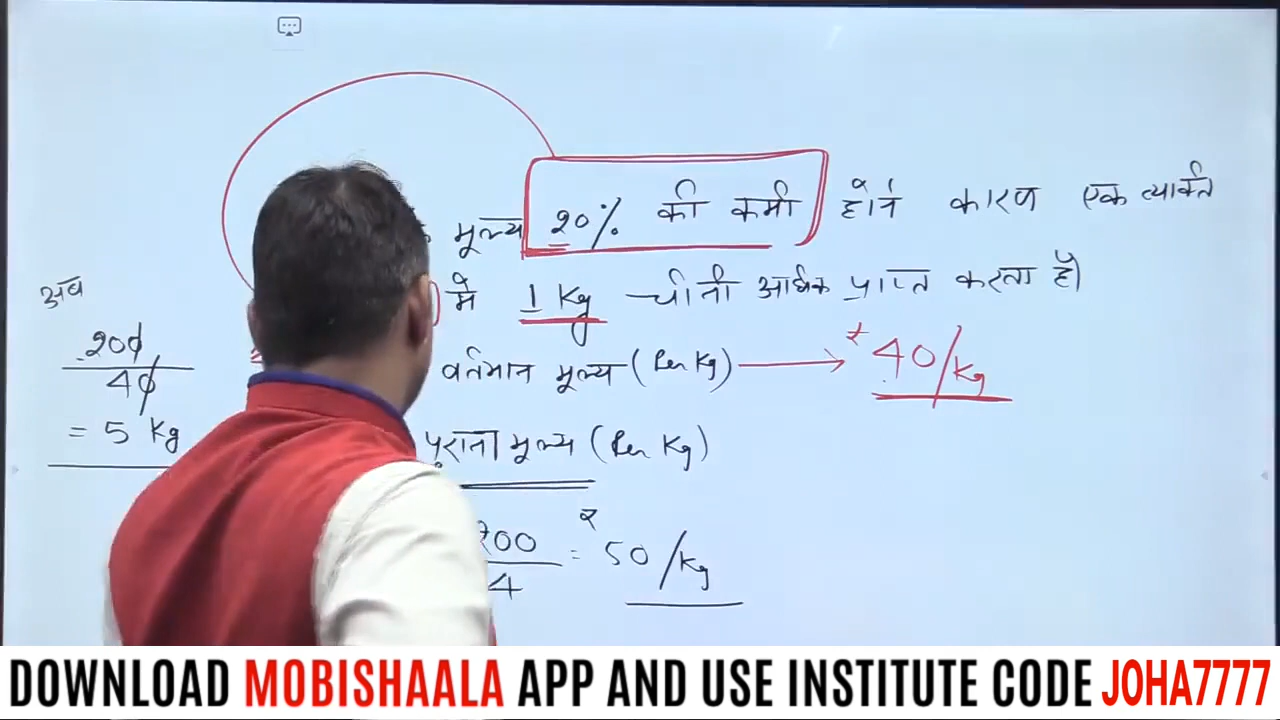 मूल्य 20% की कमी होने कारण एक व्यक्ति
में 1 Kg चीनी अधिक प्राप्त करता है।
वर्तमान मूल्य (Per Kg) → ₹ 40/Kg
पुराना मूल्य (Per Kg)
200/4 = ₹ 50/Kg
अब
200/40
= 5 Kg
DOWNLOAD MOBISHAALA APP AND USE INSTITUTE CODE JOHA7777